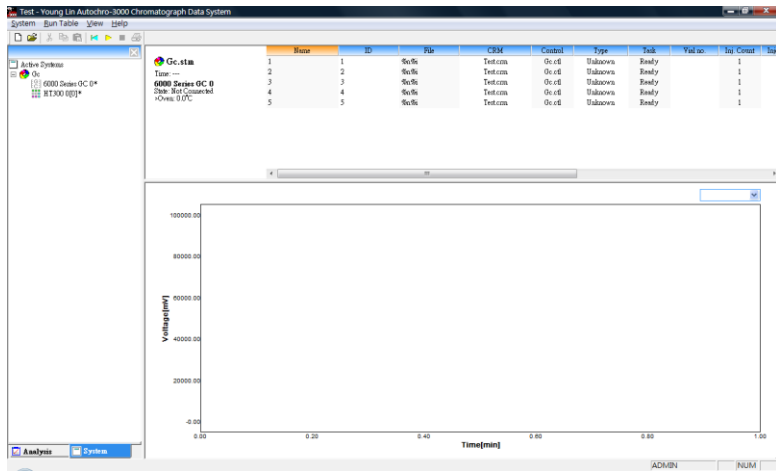 Test - Young Lin Autochro-3000 Chromatograph Data System
System Run Table View Help
Active Systems
Gc
6000 Series GC 0*
HT300 0[0]*
Analysis System
Gc.stm
Time: ---
6000 Series GC 0
State: Not Connected
>Oven: 0.0℃
Name ID File CRM Control Type Task Vial no. Inj. Count Inje
1 1 %n%i Test.crm Gc.ctl Unknown Ready 1
2 2 %n%i Test.crm Gc.ctl Unknown Ready 1
3 3 %n%i Test.crm Gc.ctl Unknown Ready 1
4 4 %n%i Test.crm Gc.ctl Unknown Ready 1
5 5 %n%i Test.crm Gc.ctl Unknown Ready 1
100000.00
80000.00
60000.00
40000.00
20000.00
-0.00
Voltage[mV]
0.00 0.20 0.40 0.60 0.80 1.00
Time[min]
ADMIN NUM